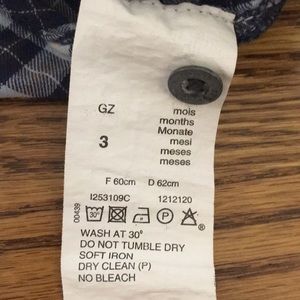 GZ
3
mois
months
Monate
mesi
meses
meses
F 60cm D 62cm
I253109C 1212120
00439
30°
P
WASH AT 30°
DO NOT TUMBLE DRY
SOFT IRON
DRY CLEAN (P)
NO BLEACH